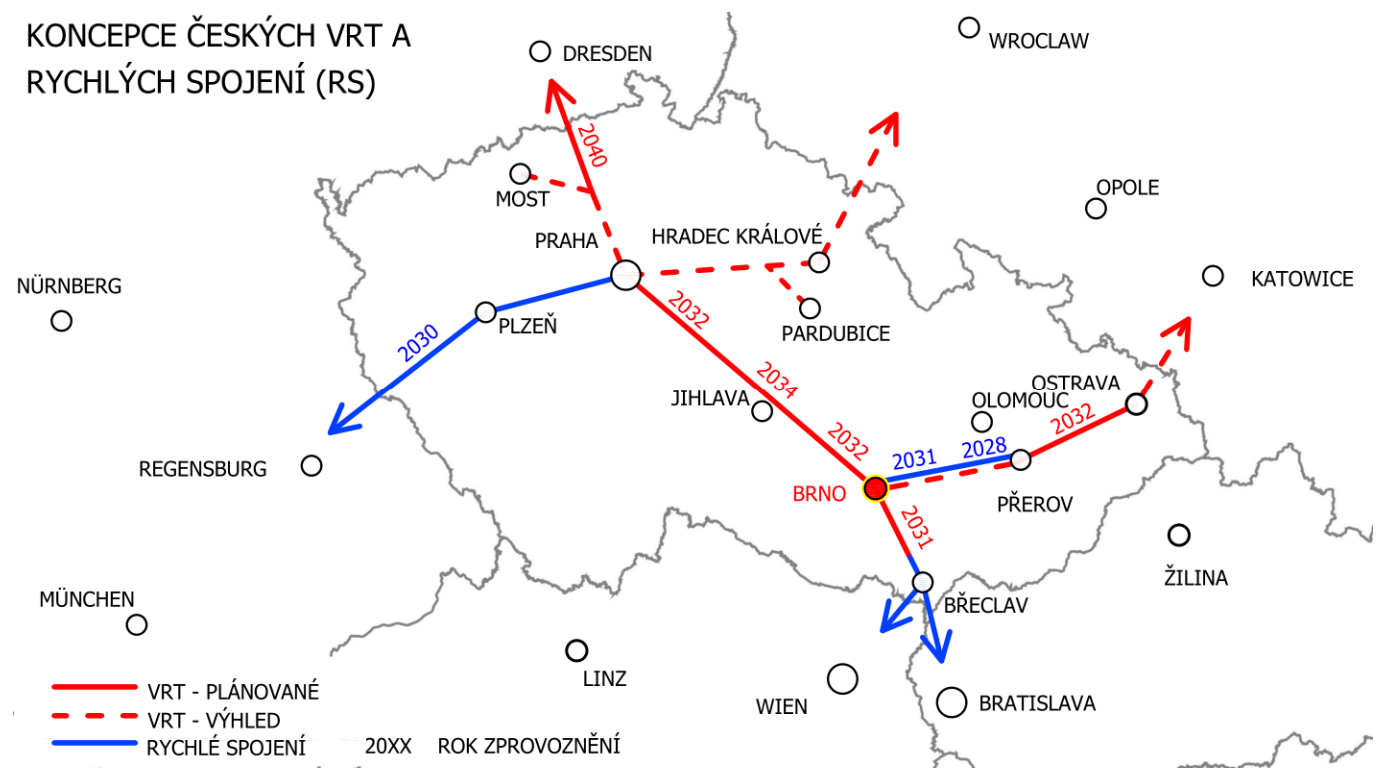 KONCEPCE ČESKÝCH VRT A
RYCHLÝCH SPOJENÍ (RS)
DRESDEN
WROCLAW
2040
MOST
OPOLE
PRAHA
HRADEC KRÁLOVÉ
KATOWICE
NÜRNBERG
PLZEŇ
2032
PARDUBICE
2030
2034
JIHLAVA
OSTRAVA
OLOMOUC
2032
2032
REGENSBURG
2031
2028
BRNO
PŘEROV
2031
ŽILINA
MÜNCHEN
BŘECLAV
LINZ
WIEN
BRATISLAVA
VRT - PLÁNOVANÉ
VRT - VÝHLED
RYCHLÉ SPOJENÍ
20XX ROK ZPROVOZNĚNÍ